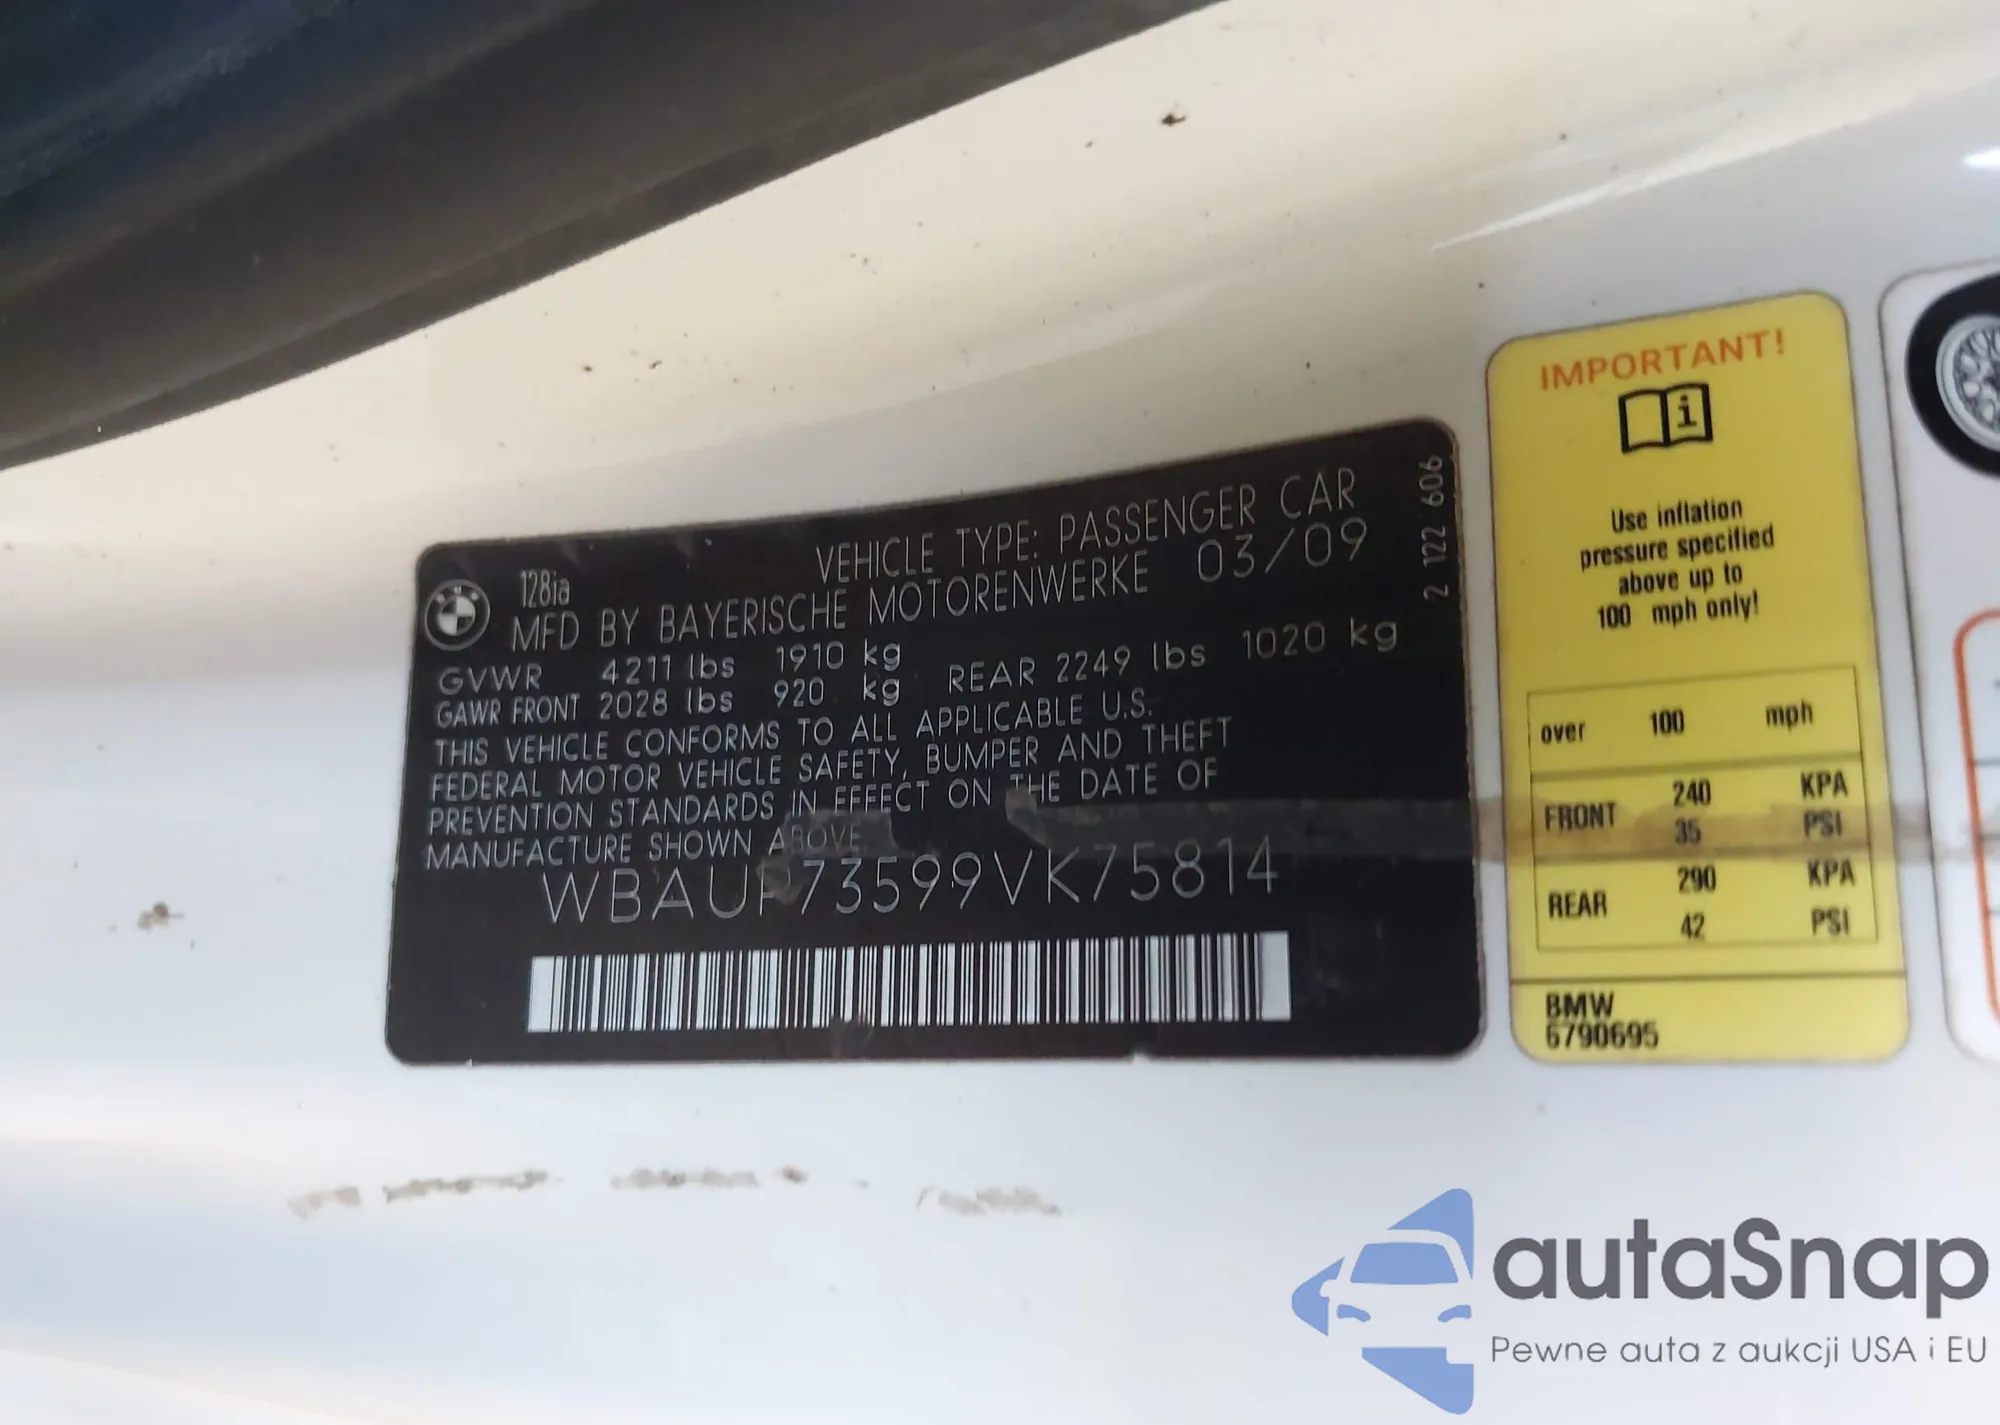 128ia
VEHICLE TYPE: PASSENGER CAR
MFD BY BAYERISCHE MOTORENWERKE 03/09
GVWR 4211 lbs 1910 kg
GAWR FRONT 2028 lbs 920 kg REAR 2249 lbs 1020 kg
THIS VEHICLE CONFORMS TO ALL APPLICABLE U.S.
FEDERAL MOTOR VEHICLE SAFETY, BUMPER AND THEFT
PREVENTION STANDARDS IN EFFECT ON THE DATE OF
MANUFACTURE SHOWN ABOVE
WBAUP73599VK75814
2 122 606
IMPORTANT!
i
Use inflation
pressure specified
above up to
100 mph only!
over 100 mph
FRONT 240 KPA
35 PSI
REAR 290 KPA
42 PSI
BMW
6790695
autaSnap
Pewne auta z aukcji USA i EU